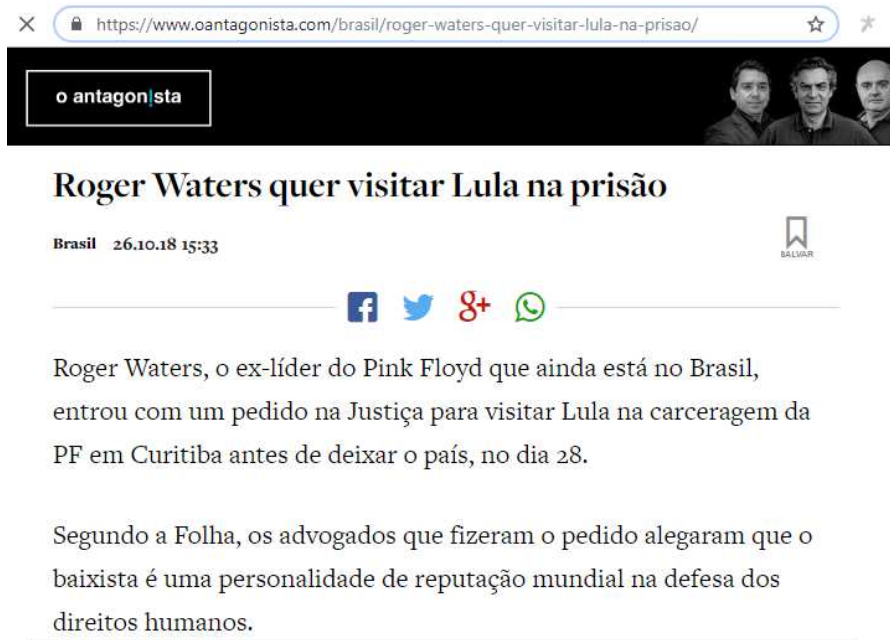 https://www.oantagonista.com/brasil/roger-waters-quer-visitar-lula-na-prisao/
o antagonista
Roger Waters quer visitar Lula na prisão
Brasil 26.10.18 15:33
SALVAR
f g+
Roger Waters, o ex-líder do Pink Floyd que ainda está no Brasil,
entrou com um pedido na Justiça para visitar Lula na carceragem da
PF em Curitiba antes de deixar o país, no dia 28.
Segundo a Folha, os advogados que fizeram o pedido alegaram que o
baixista é uma personalidade de reputação mundial na defesa dos
direitos humanos.